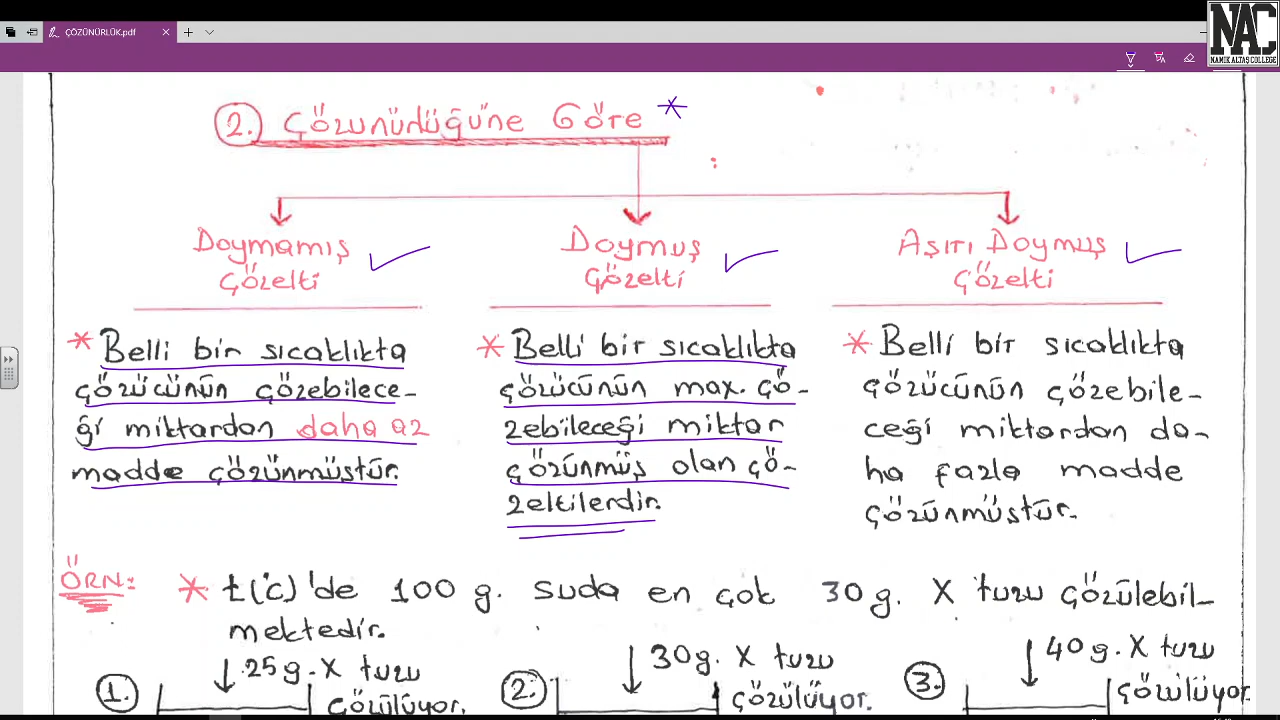 ÇÖZÜNÜRLÜK.pdf
NAC
NAMIK ALTAŞ COLLEGE
2. Çözünürlüğüne Göre *
Doymamış
Çözelti
* Belli bir sıcaklıkta
çözücünün çözebilece-
ği miktardan daha az
madde çözünmüştür.
Doymuş
Çözelti
* Belli bir sıcaklıkta
çözücünün max. çö-
zebileceği miktar
çözünmüş olan çö-
zeltilerdir.
Aşırı Doymuş
Çözelti
* Belli bir sıcaklıkta
çözücünün çözebile-
ceği miktardan da-
ha fazla madde
çözünmüştür.
ÖRN: * t(°c)'de 100 g. suda en çok 30 g. X tuzu çözülebil-
mektedir.
1. 25 g. X tuzu
çözülüyor.
2. 30 g. X tuzu
çözülüyor.
3. 40 g. X tuzu
çözülüyor.